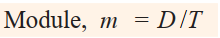 Module, m = D/T